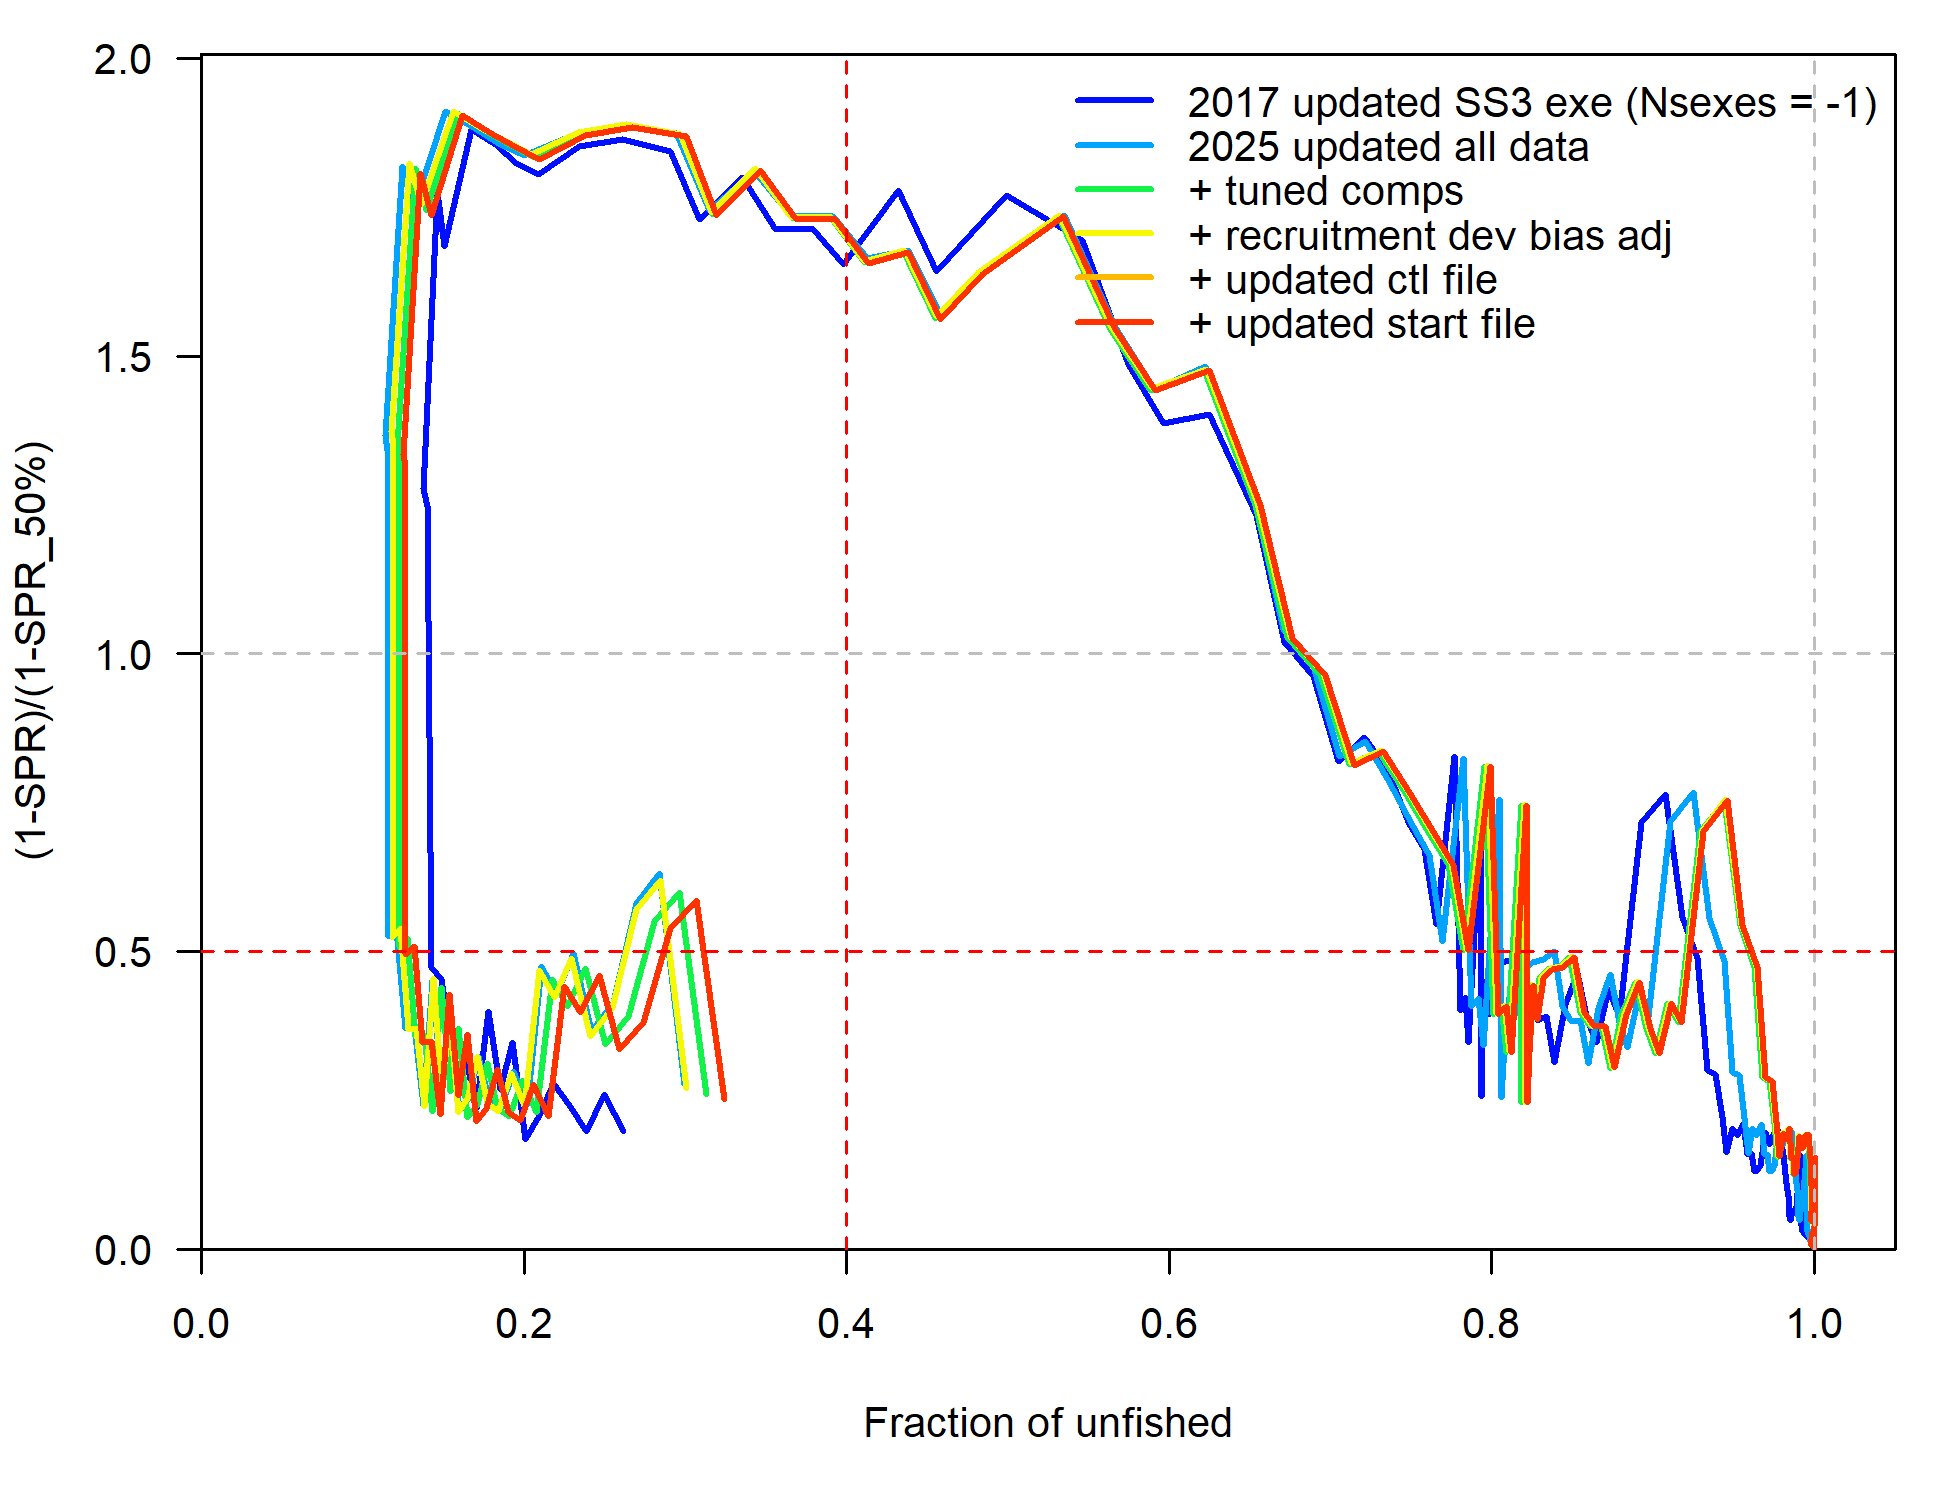 2.0
1.5
1.0
0.5
0.0
(1-SPR)/(1-SPR_50%)
2017 updated SS3 exe (Nsexes = -1)
2025 updated all data
+ tuned comps
+ recruitment dev bias adj
+ updated ctl file
+ updated start file
0.0 0.2 0.4 0.6 0.8 1.0
Fraction of unfished